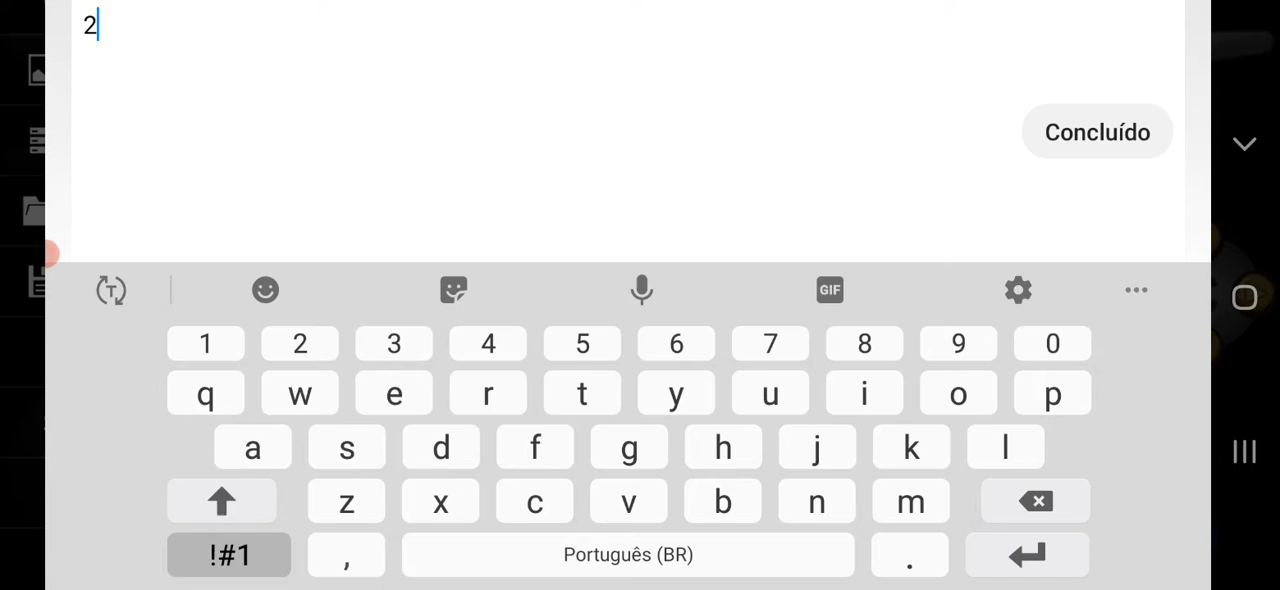 2
Concluído
GIF
1 2 3 4 5 6 7 8 9 0
q w e r t y u i o p
a s d f g h j k l
z x c v b n m
!#1 , Português (BR) .